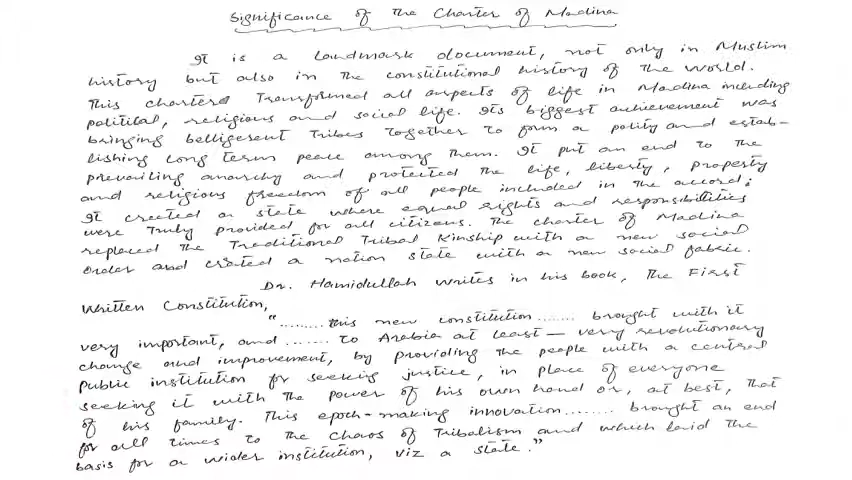 Significance of the Charter of Madina
It is a landmark document, not only in Muslim
history but also in the constitutional history of the world.
This charter transformed all aspects of life in Madina including
political, religious and social life. Its biggest achievement was
bringing belligerent tribes together to form a polity and estab-
lishing long term peace among them. It put an end to the
prevailing anarchy and protected the life, liberty, property
and religious freedom of all people included in the accord;
It created a state where equal rights and responsibilities
were truly provided for all citizens. The charter of Madina
replaced the traditional tribal kinship with a new social
order and created a nation state with a new social fabric.
Dr. Hamidullah writes in his book, The First
Written Constitution,
"......... this new constitution ........ brought with it
very important, and ....... to Arabia at least — very revolutionary
change and improvement, by providing the people with a central
public institution for seeking justice, in place of everyone
seeking it with the power of his own hand or, at best, that
of his family. This epoch-making innovation ........ brought an end
for all times to the chaos of tribalism and which laid the
basis for a wider institution, viz a state."